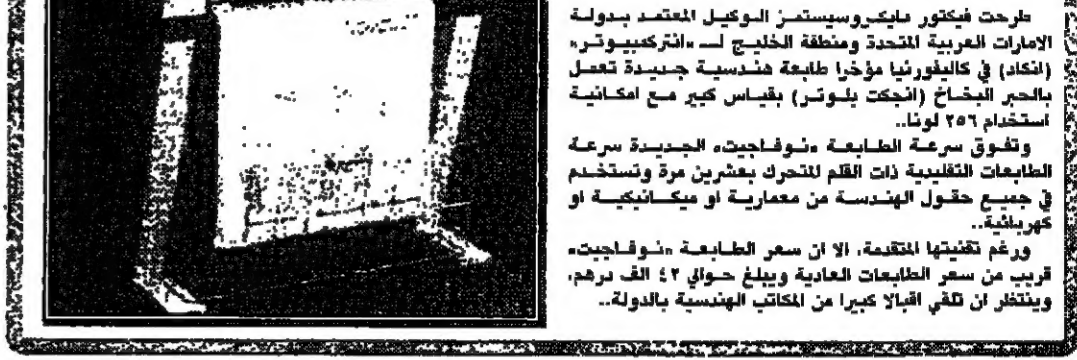 طرحت فيكتور مايكروسيستمز الوكيل المعتمد بدولة
الامارات العربية المتحدة ومنطقة الخليج لـ «انتركمبيوتر»
(انكاد) في كاليفورنيا مؤخرا طابعة هندسية جديدة تعمل
بالحبر البخاخ (انجكت بلوتر) بقياس كبير مع امكانية
استخدام ٢٥٦ لونا..
وتفوق سرعة الطابعة «نوفاجيت» الجديدة سرعة
الطابعات التقليدية ذات القلم المتحرك بعشرين مرة وتستخدم
في جميع حقول الهندسة من معمارية او ميكانيكية او
كهربائية..
ورغم تقنيتها المتقدمة، الا ان سعر الطابعة «نوفاجيت»
قريب من سعر الطابعات العادية ويبلغ حوالي ٤٢ الف درهم،
وينتظر ان تلقي اقبالا كبيرا من المكاتب الهندسية بالدولة..